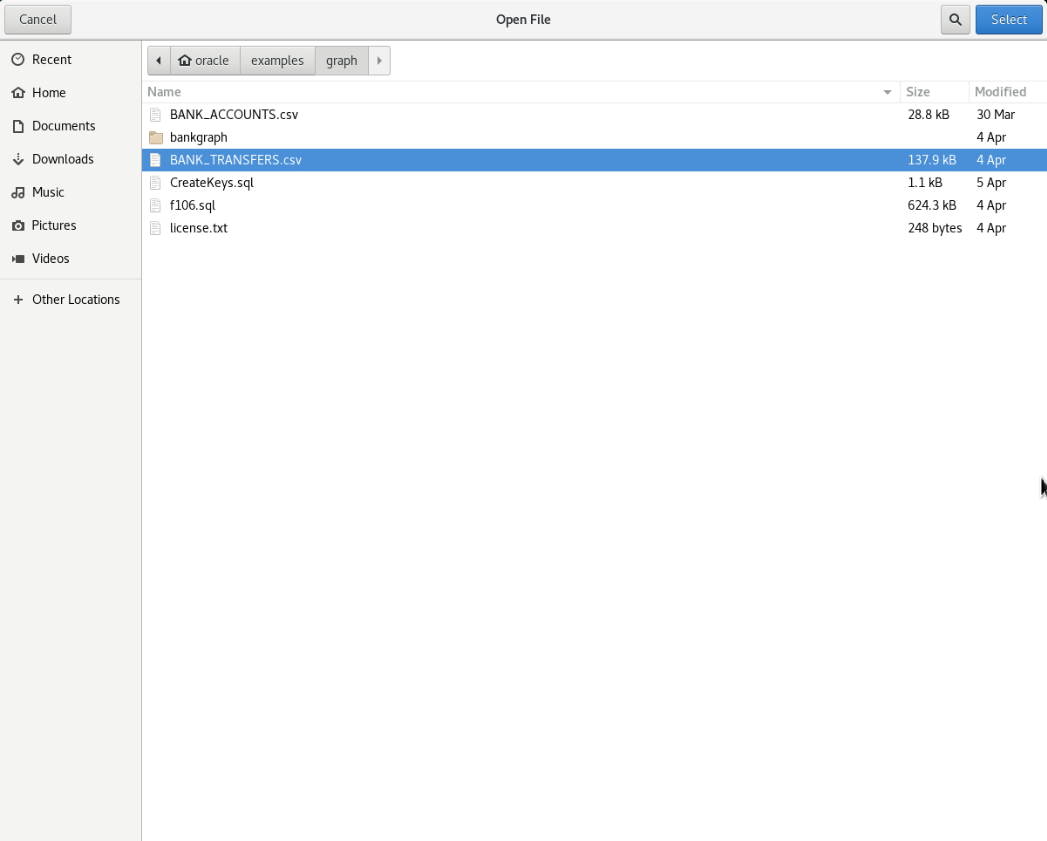 Cancel Open File Select
Recent
Home
Documents
Downloads
Music
Pictures
Videos
Other Locations
oracle examples graph
Name Size Modified
BANK_ACCOUNTS.csv 28.8 kB 30 Mar
bankgraph 4 Apr
BANK_TRANSFERS.csv 137.9 kB 4 Apr
CreateKeys.sql 1.1 kB 5 Apr
f106.sql 624.3 kB 4 Apr
license.txt 248 bytes 4 Apr